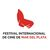 FESTIVAL INTERNACIONAL
DE CINE DE MAR DEL PLATA